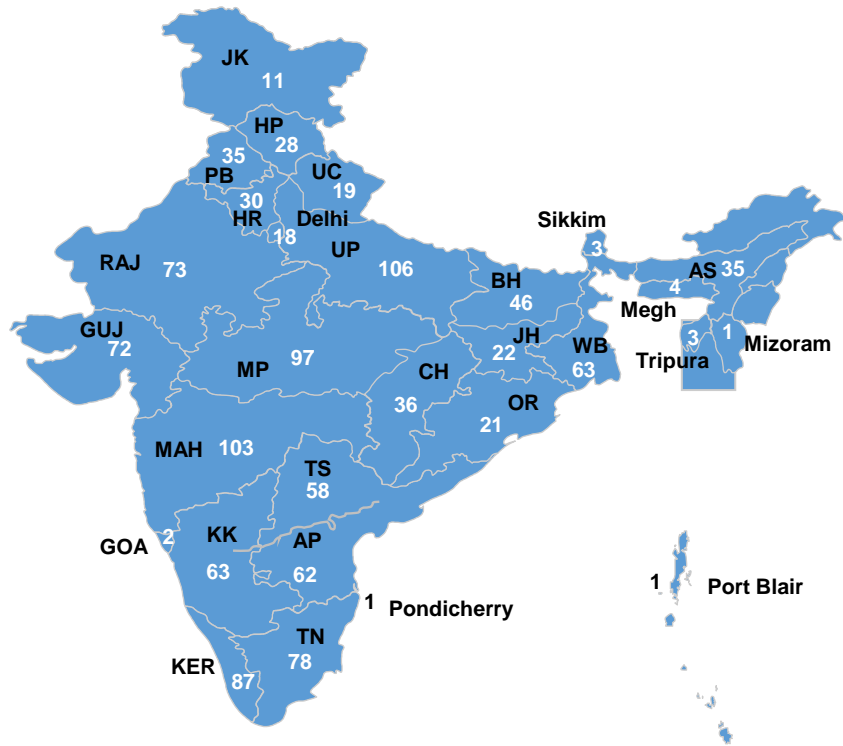 JK
11
HP
28
35
PB
UC
19
30
HR
Delhi
18
Sikkim
3
UP
106
RAJ
73
AS
35
4
Megh
BH
46
GUJ
72
JH
22
WB
63
3
Tripura
1
Mizoram
MP
97
CH
36
OR
21
MAH
103
TS
58
GOA
2
KK
63
AP
62
1
Pondicherry
1
Port Blair
TN
78
KER
87